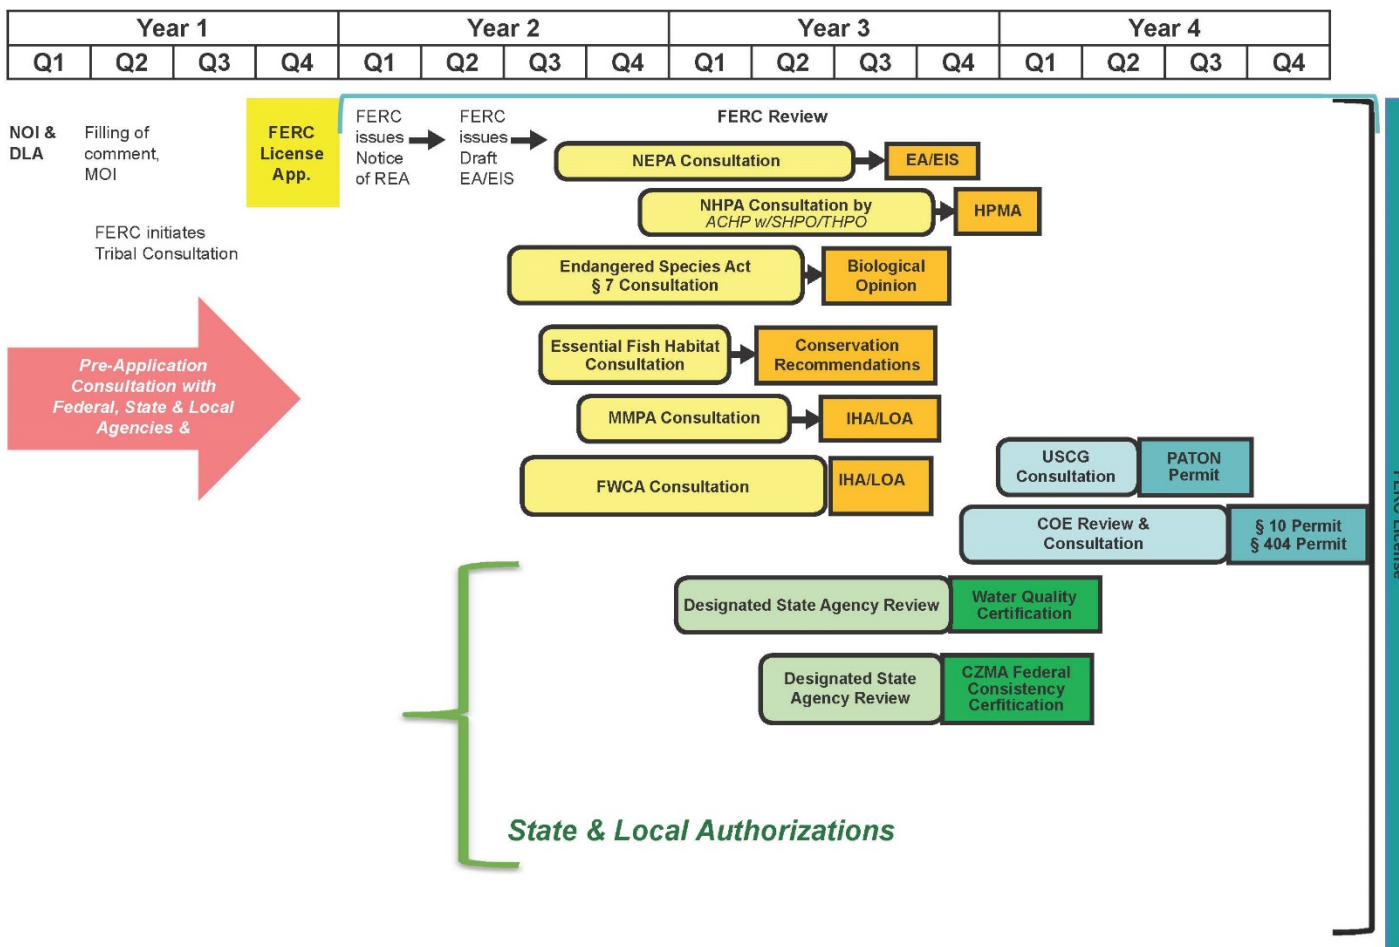 Year 1
Year 2
Year 3
Year 4
Q1
Q2
Q3
Q4
Q1
Q2
Q3
Q4
Q1
Q2
Q3
Q4
Q1
Q2
Q3
Q4
NOI &
DLA
Filling of
comment,
MOI
FERC
License
App.
FERC
issues
Notice
of REA
FERC
issues
Draft
EA/EIS
FERC Review
NEPA Consultation
EA/EIS
NHPA Consultation by
ACHP w/SHPO/THPO
HPMA
FERC initiates
Tribal Consultation
Endangered Species Act
§ 7 Consultation
Biological
Opinion
Essential Fish Habitat
Consultation
Conservation
Recommendations
Pre-Application
Consultation with
Federal, State & Local
Agencies &
MMPA Consultation
IHA/LOA
FWCA Consultation
IHA/LOA
USCG
Consultation
PATON
Permit
COE Review &
Consultation
§ 10 Permit
§ 404 Permit
FERC License
Designated State Agency Review
Water Quality
Certification
Designated State
Agency Review
CZMA Federal
Consistency
Cerfitication
State & Local Authorizations